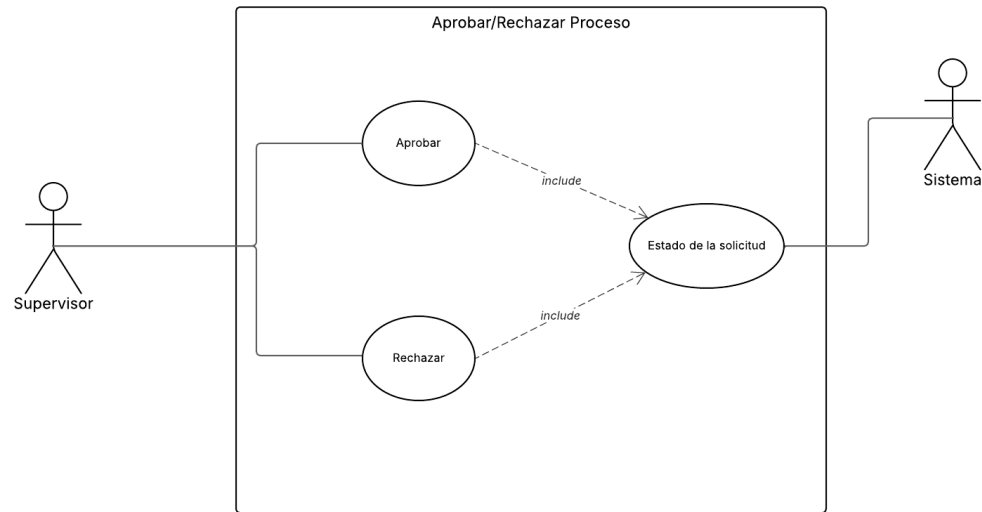 Aprobar/Rechazar Proceso
Aprobar
include
Sistema
Estado de la solicitud
Supervisor
include
Rechazar